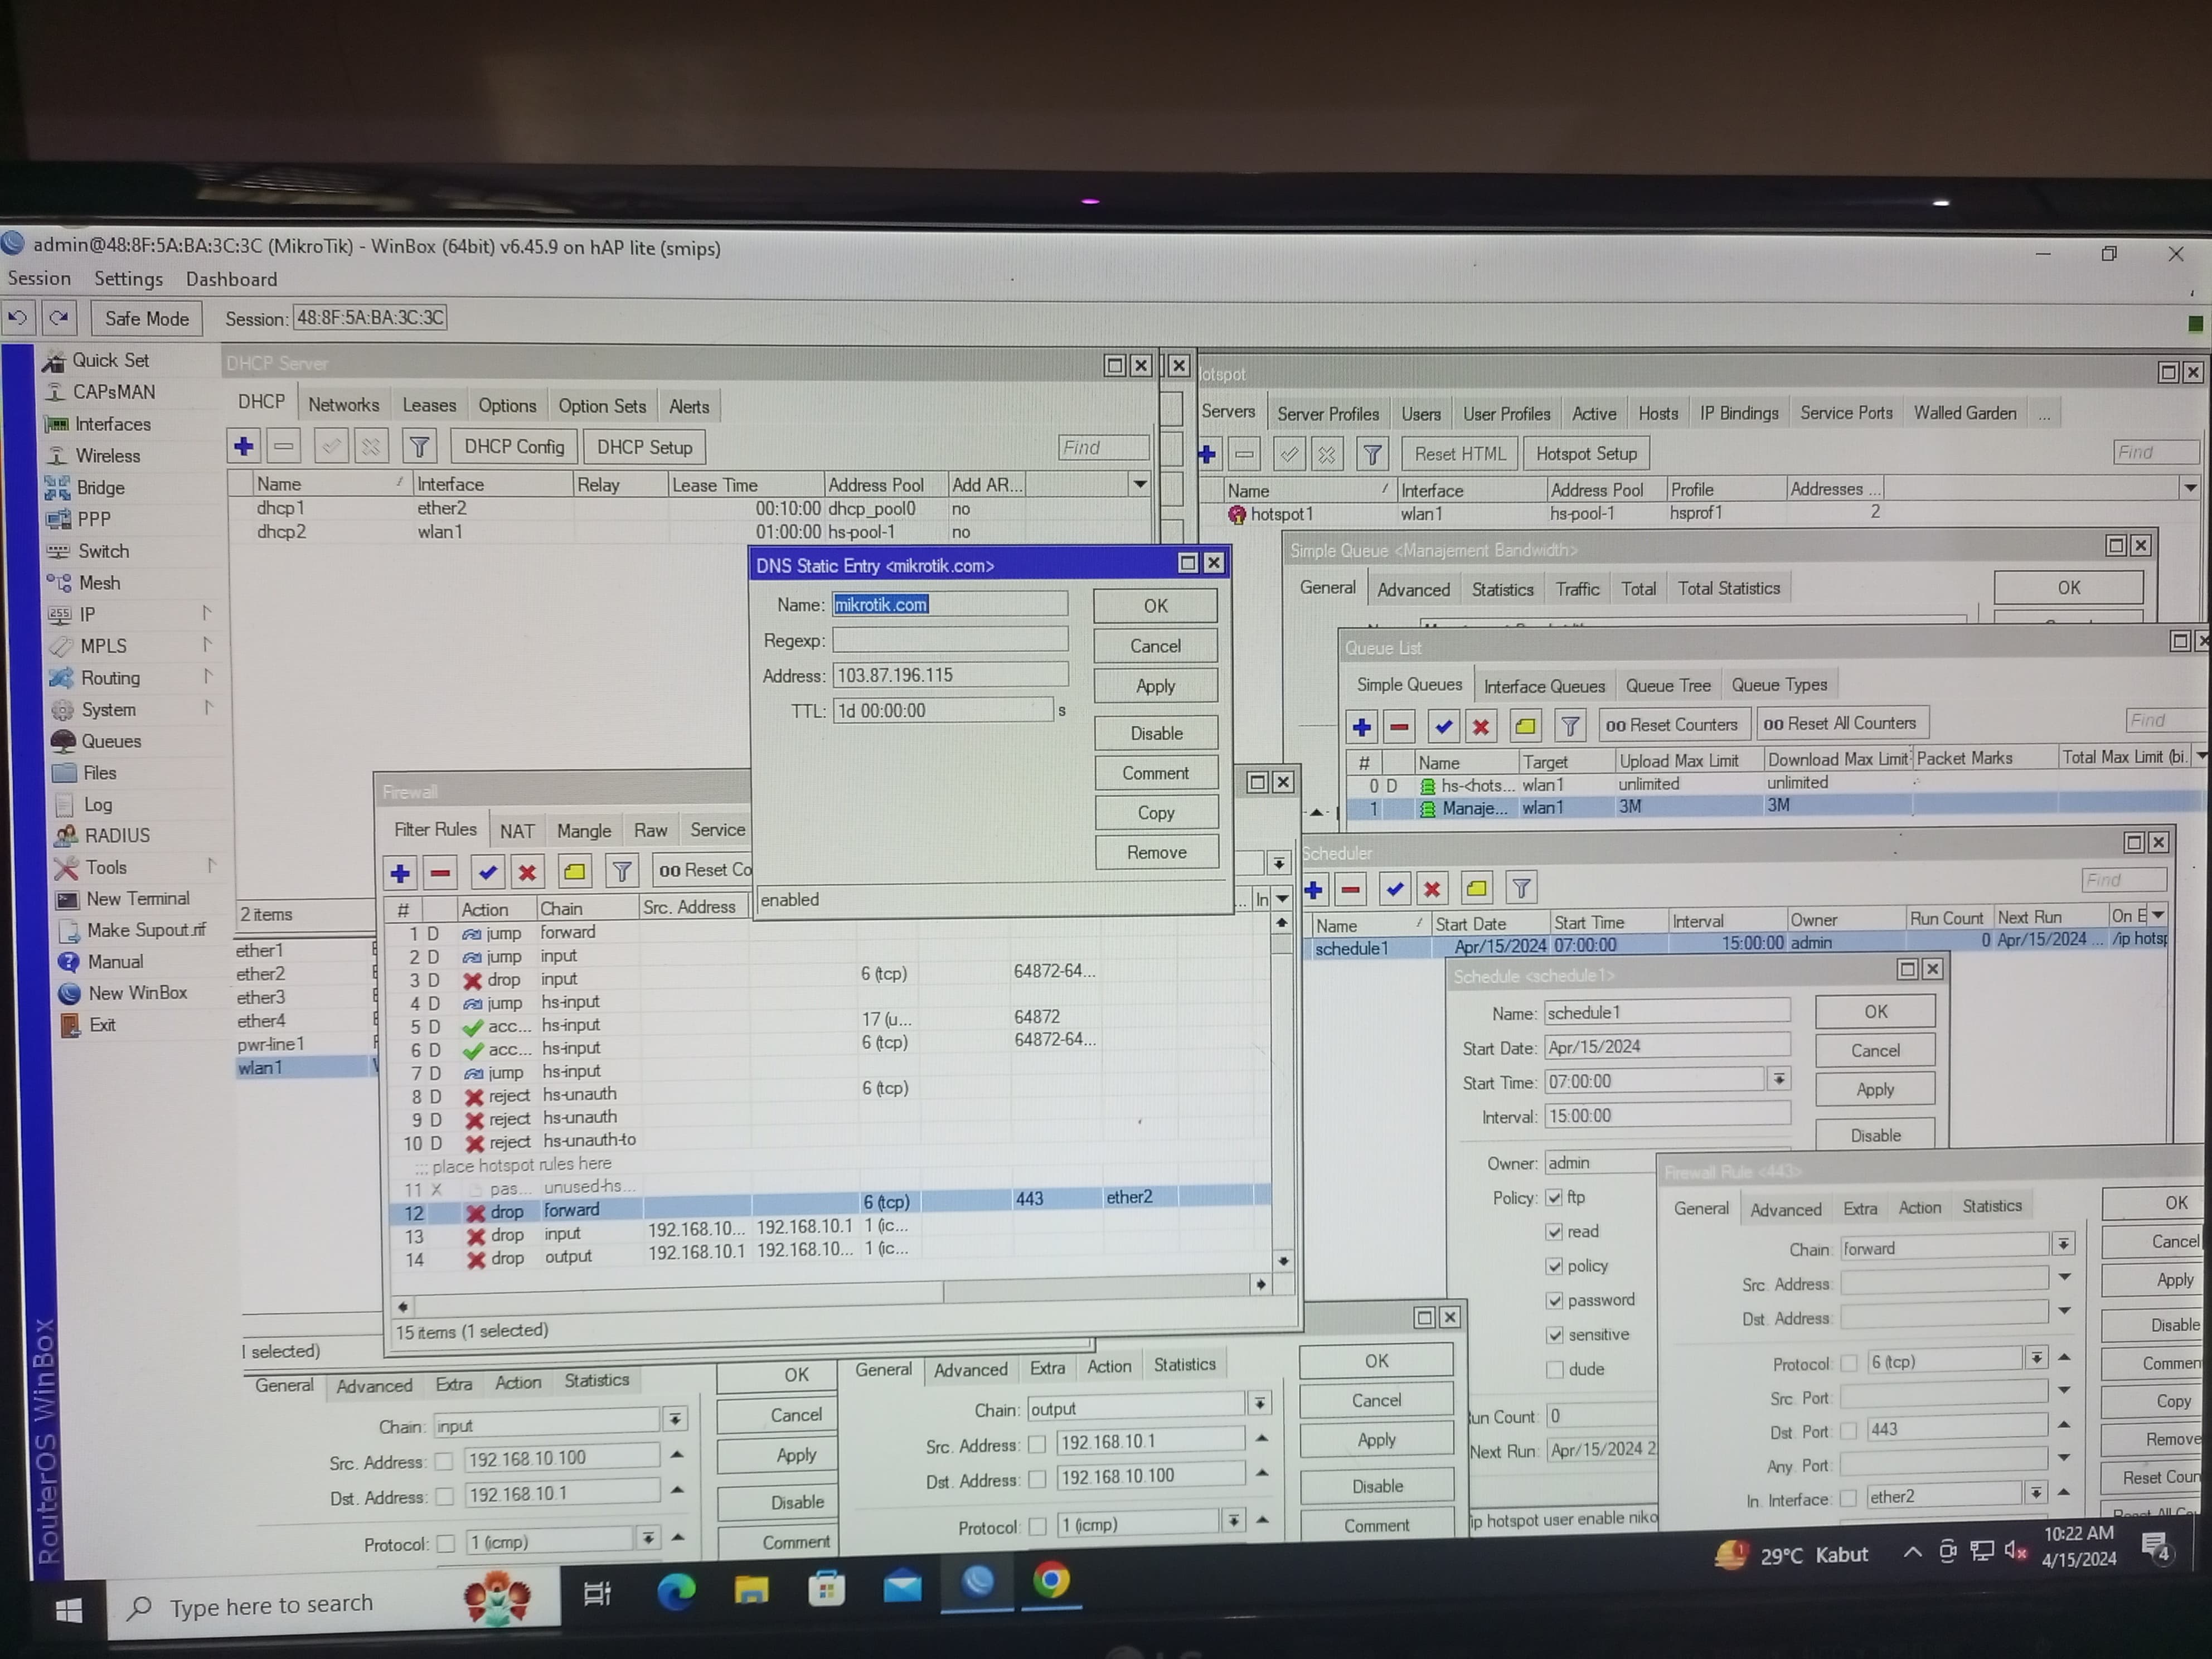 admin@48:8F:5A:BA:3C:3C (MikroTik) - WinBox (64bit) v6.45.9 on hAP lite (smips)
Session Settings Dashboard
Safe Mode Session: 48:8F:5A:BA:3C:3C
Quick Set
CAPsMAN
Interfaces
Wireless
Bridge
PPP
Switch
Mesh
IP
MPLS
Routing
System
Queues
Files
Log
RADIUS
Tools
New Terminal
Make Supout.rif
Manual
New WinBox
Exit
RouterOS WinBox
DHCP Server
DHCP Networks Leases Options Option Sets Alerts
DHCP Config DHCP Setup Find
Name Interface Relay Lease Time Address Pool Add AR...
dhcp1 ether2 00:10:00 dhcp_pool0 no
dhcp2 wlan1 01:00:00 hs-pool-1 no
2 items
ether1
ether2
ether3
ether4
pwr-line1
wlan1
selected)
otspot
Servers Server Profiles Users User Profiles Active Hosts IP Bindings Service Ports Walled Garden ...
Reset HTML Hotspot Setup Find
Name Interface Address Pool Profile Addresses ...
hotspot1 wlan1 hs-pool-1 hsprof1 2
DNS Static Entry <mikrotik.com>
Name: mikrotik.com OK
Regexp: Cancel
Address: 103.87.196.115 Apply
TTL: 1d 00:00:00 s
Disable
Comment
Copy
Remove
enabled
Simple Queue <Manajement Bandwidth>
General Advanced Statistics Traffic Total Total Statistics OK
Queue List
Simple Queues Interface Queues Queue Tree Queue Types
00 Reset Counters 00 Reset All Counters Find
# Name Target Upload Max Limit Download Max Limit Packet Marks Total Max Limit (bi.
0 D hs-<hots... wlan1 unlimited unlimited
1 Manaje... wlan1 3M 3M
Firewall
Filter Rules NAT Mangle Raw Service
00 Reset Co
# Action Chain Src. Address In
1 D jump forward
2 D jump input
3 D drop input 6 (tcp) 64872-64...
4 D jump hs-input
5 D acc... hs-input 17 (u... 64872
6 D acc... hs-input 6 (tcp) 64872-64...
7 D jump hs-input
8 D reject hs-unauth 6 (tcp)
9 D reject hs-unauth
10 D reject hs-unauth-to
::: place hotspot rules here
11 X pas... unused-hs...
12 drop forward 6 (tcp) 443 ether2
13 drop input 192.168.10... 192.168.10.1 1 (ic...
14 drop output 192.168.10.1 192.168.10... 1 (ic...
15 items (1 selected)
Scheduler
Find
Name Start Date Start Time Interval Owner Run Count Next Run On E
schedule1 Apr/15/2024 07:00:00 15:00:00 admin 0 Apr/15/2024 ... /ip hotsp
Schedule <schedule1>
Name: schedule1 OK
Start Date: Apr/15/2024 Cancel
Start Time: 07:00:00 Apply
Interval: 15:00:00 Disable
Owner: admin
Policy: ftp
read
policy
password
sensitive
dude
un Count: 0
Next Run: Apr/15/2024 2
ip hotspot user enable niko
Firewall Rule <443>
General Advanced Extra Action Statistics OK
Chain: forward Cancel
Src. Address: Apply
Dst. Address: Disable
Protocol: 6 (tcp) Commen
Src. Port: Copy
Dst. Port: 443 Remove
Any. Port: Reset Coun
In. Interface: ether2
General Advanced Extra Action Statistics OK
Chain: input Cancel
Src. Address: 192.168.10.100 Apply
Dst. Address: 192.168.10.1 Disable
Protocol: 1 (icmp) Comment
General Advanced Extra Action Statistics OK
Chain: output Cancel
Src. Address: 192.168.10.1 Apply
Dst. Address: 192.168.10.100 Disable
Protocol: 1 (icmp) Comment
Type here to search
29°C Kabut
10:22 AM
4/15/2024
4